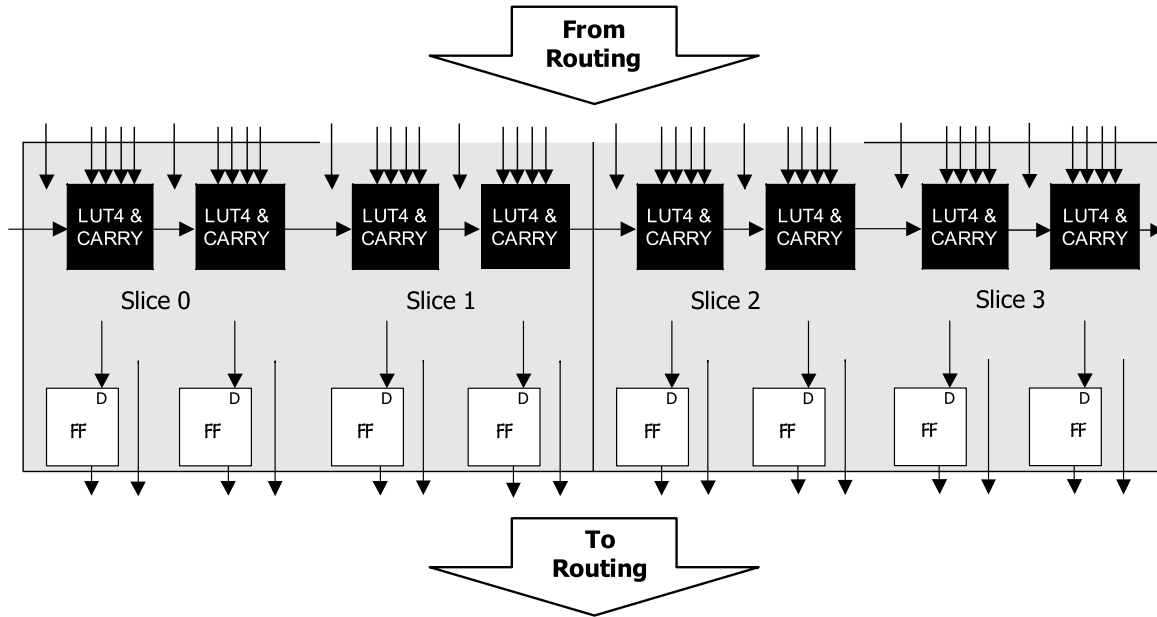 From
Routing
LUT4 &
CARRY
LUT4 &
CARRY
LUT4 &
CARRY
LUT4 &
CARRY
LUT4 &
CARRY
LUT4 &
CARRY
LUT4 &
CARRY
LUT4 &
CARRY
Slice 0
Slice 1
Slice 2
Slice 3
D
FF
D
FF
D
FF
D
FF
D
FF
D
FF
D
FF
D
FF
To
Routing